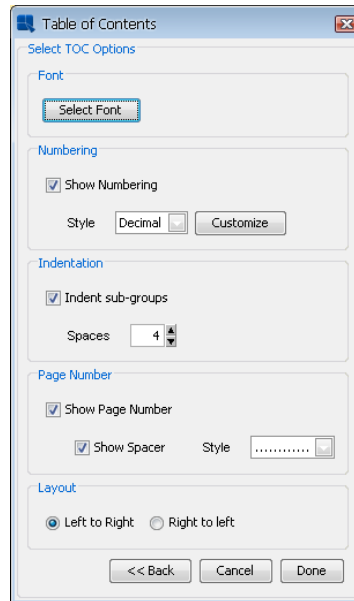 Table of Contents
Select TOC Options
Font
Select Font
Numbering
Show Numbering
Style Decimal Customize
Indentation
Indent sub-groups
Spaces 4
Page Number
Show Page Number
Show Spacer Style ............
Layout
Left to Right Right to left
<< Back Cancel Done